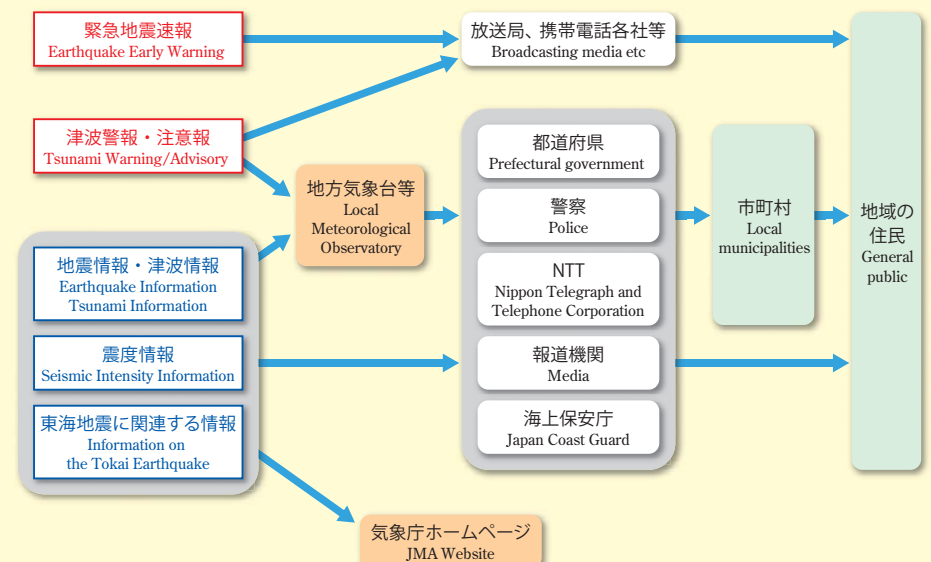 緊急地震速報
Earthquake Early Warning
放送局、携帯電話各社等
Broadcasting media etc
津波警報・注意報
Tsunami Warning/Advisory
地方気象台等
Local
Meteorological
Observatory
地震情報・津波情報
Earthquake Information
Tsunami Information
震度情報
Seismic Intensity Information
東海地震に関連する情報
Information on
the Tokai Earthquake
都道府県
Prefectural government
警察
Police
NTT
Nippon Telegraph and
Telephone Corporation
報道機関
Media
海上保安庁
Japan Coast Guard
市町村
Local
municipalities
地域の
住民
General
public
気象庁ホームページ
JMA Website